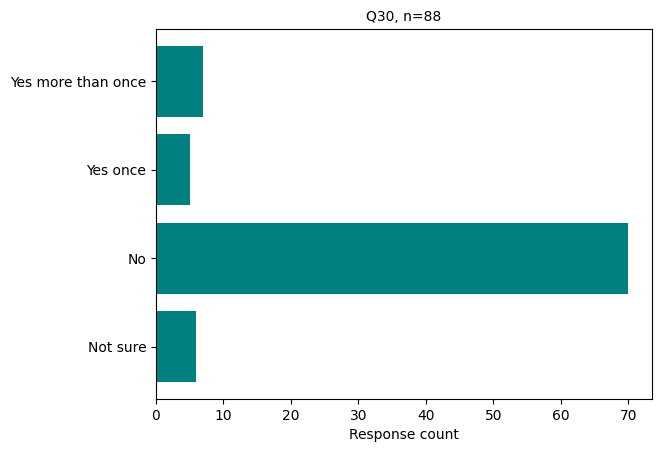 Q30, n=88
Yes more than once
Yes once
No
Not sure
0 10 20 30 40 50 60 70
Response count